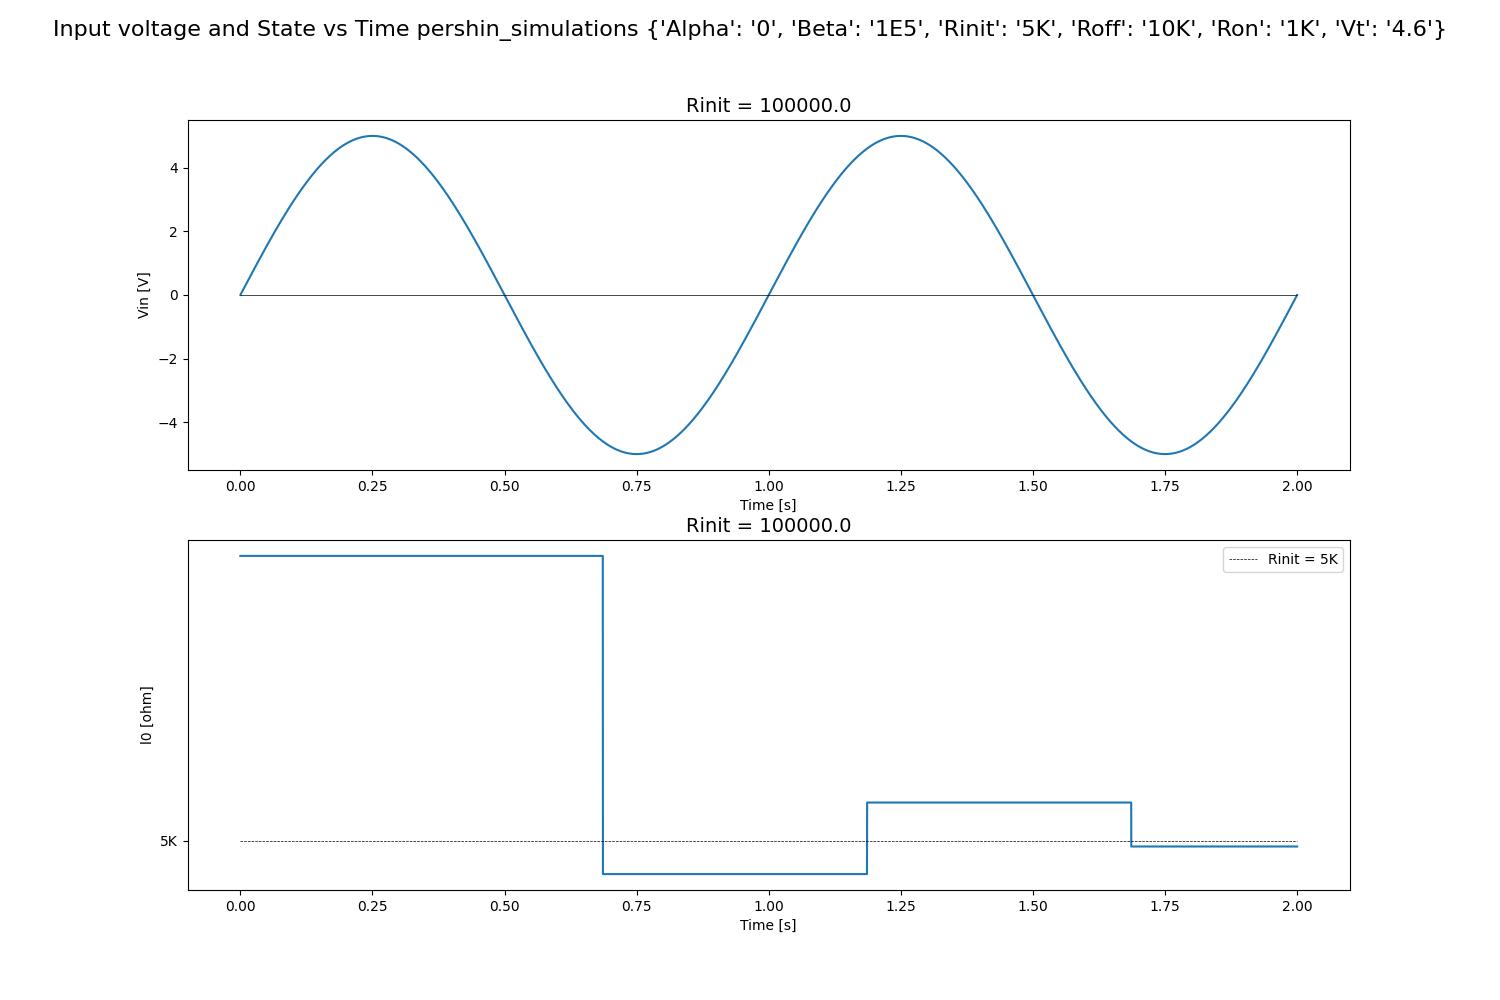 Input voltage and State vs Time pershin_simulations {'Alpha': '0', 'Beta': '1E5', 'Rinit': '5K', 'Roff': '10K', 'Ron': '1K', 'Vt': '4.6'}
Rinit = 100000.0
Vin [V]
4
2
0
−2
−4
0.00 0.25 0.50 0.75 1.00 1.25 1.50 1.75 2.00
Time [s]
Rinit = 100000.0
Rinit = 5K
I0 [ohm]
5K
0.00 0.25 0.50 0.75 1.00 1.25 1.50 1.75 2.00
Time [s]